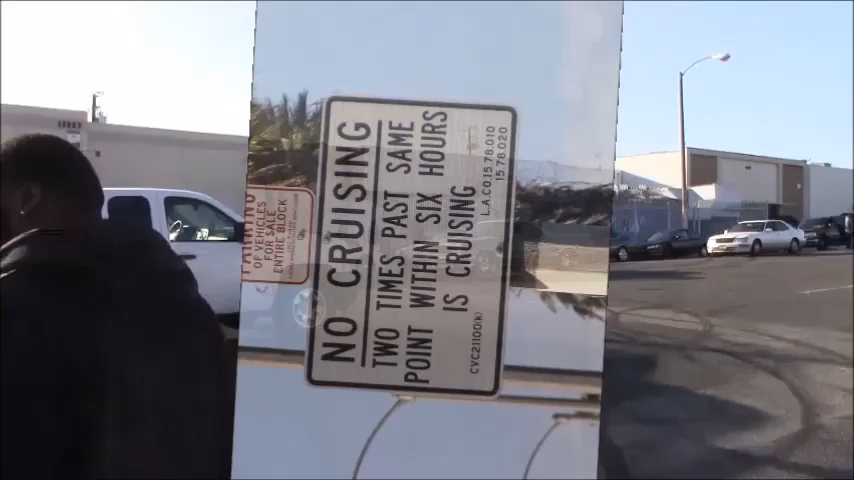 NO CRUISING
TWO TIMES PAST SAME
POINT WITHIN SIX HOURS
IS CRUISING
CVC21100(k)
L.A.CO.15.78.010
15.78.020
PARKING
OF VEHICLES
FOR SALE
ENTIRE BLOCK